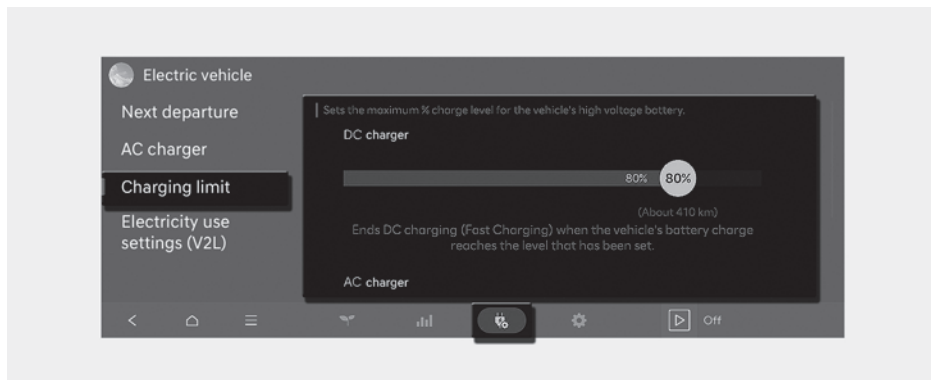 Electric vehicle
Next departure
AC charger
Charging limit
Electricity use
settings (V2L)
Sets the maximum % charge level for the vehicle's high voltage battery.
DC charger
80% 80%
(About 410 km)
Ends DC charging (Fast Charging) when the vehicle's battery charge
reaches the level that has been set.
AC charger
Off